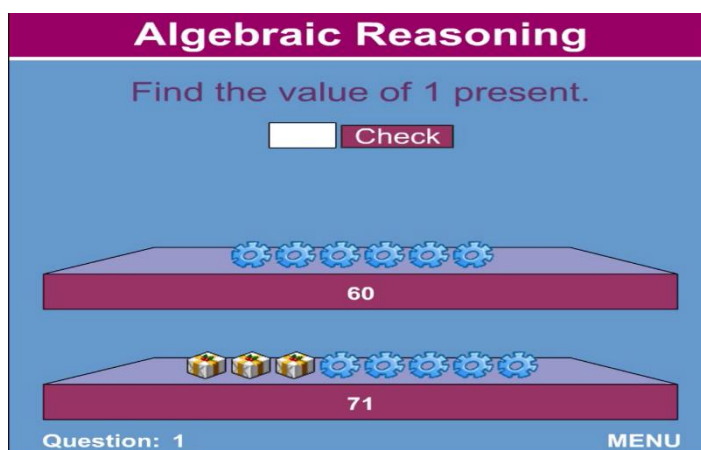 Algebraic Reasoning
Find the value of 1 present.
Check
60
71
Question: 1 MENU